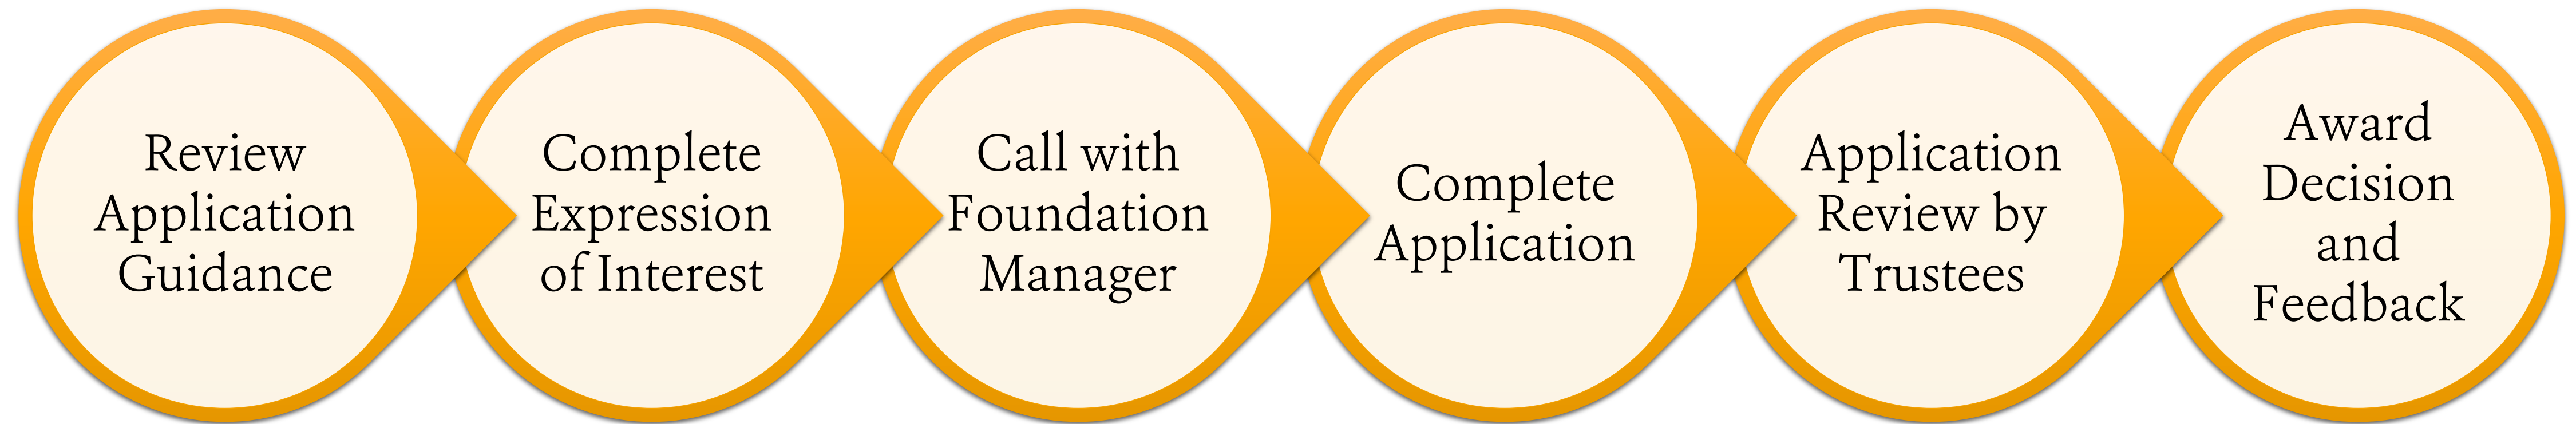 Review
Application
Guidance
Complete
Expression
of Interest
Call with
Foundation
Manager
Complete
Application
Application
Review by
Trustees
Award
Decision
and
Feedback